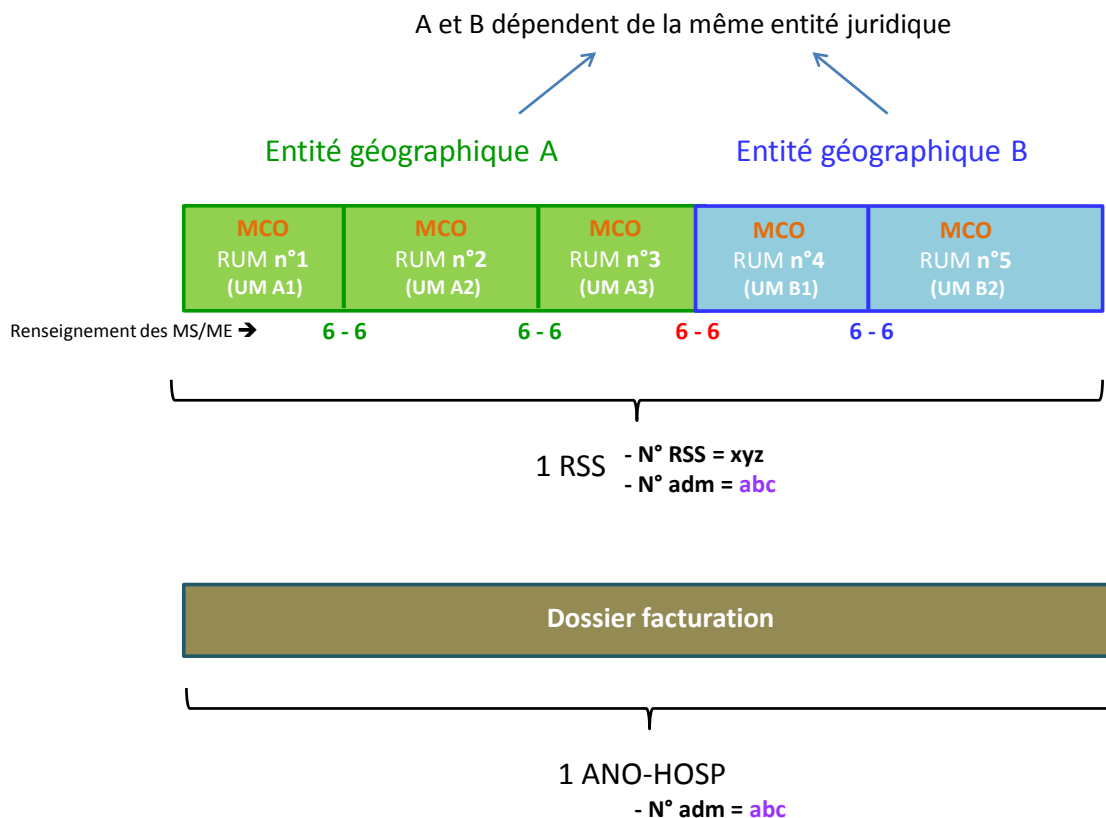 A et B dépendent de la même entité juridique
Entité géographique A
Entité géographique B
MCO
RUM n°1
(UM A1)
MCO
RUM n°2
(UM A2)
MCO
RUM n°3
(UM A3)
MCO
RUM n°4
(UM B1)
MCO
RUM n°5
(UM B2)
Renseignement des MS/ME ➔ 6 - 6 6 - 6 6 - 6 6 - 6
1 RSS
- N° RSS = xyz
- N° adm = abc
Dossier facturation
1 ANO-HOSP
- N° adm = abc